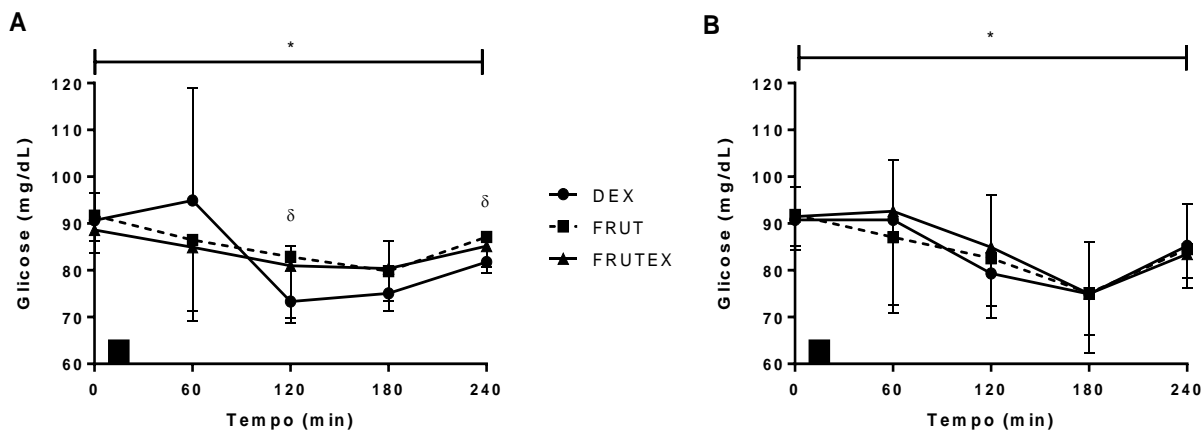 A
*
Glicose (mg/dL)
120
110
100
90
80
70
60
δ
δ
0
60
120
180
240
Tempo (min)
DEX
FRUT
FRUTEX
B
*
Glicose (mg/dL)
120
110
100
90
80
70
60
0
60
120
180
240
Tempo (min)